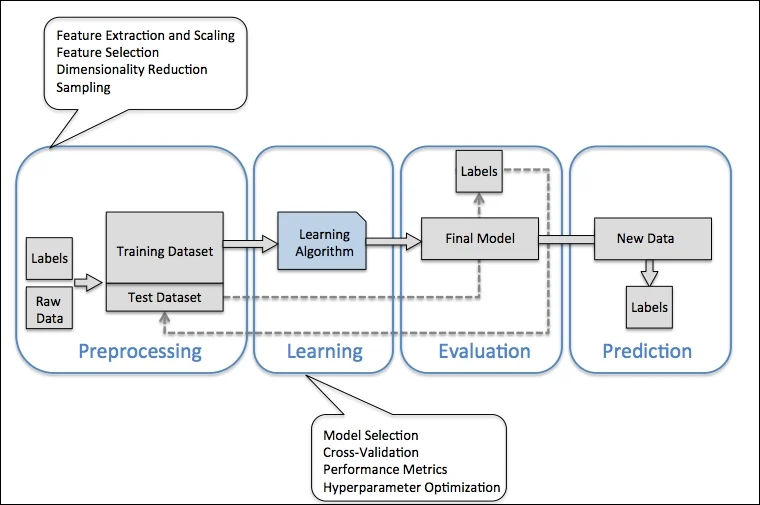 Feature Extraction and Scaling
Feature Selection
Dimensionality Reduction
Sampling
Labels
Raw
Data
Training Dataset
Test Dataset
Preprocessing
Learning
Algorithm
Learning
Labels
Final Model
Evaluation
New Data
Labels
Prediction
Model Selection
Cross-Validation
Performance Metrics
Hyperparameter Optimization